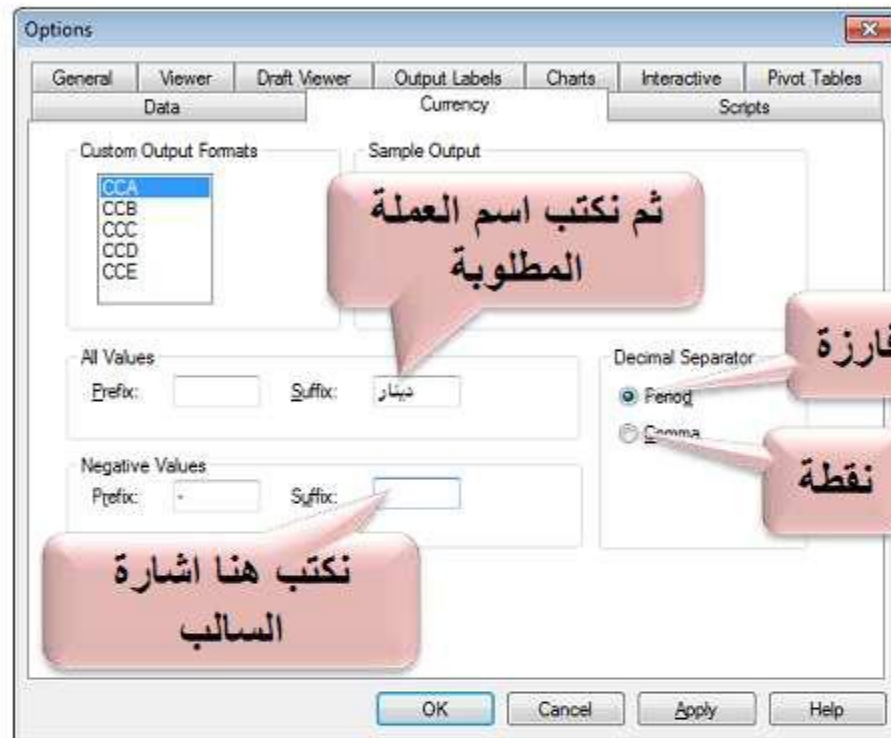 Options
General Viewer Draft Viewer Output Labels Charts Interactive Pivot Tables
Data Currency Scripts
Custom Output Formats Sample Output
CCA
CCB
CCC
CCD
CCE
ثم نكتب اسم العملة
المطلوبة
All Values
Prefix: Suffix: دينار
Decimal Separator
فارزة
Period
Comma
نقطة
Negative Values
Prefix: - Suffix:
نكتب هنا اشارة
السالب
OK Cancel Apply Help